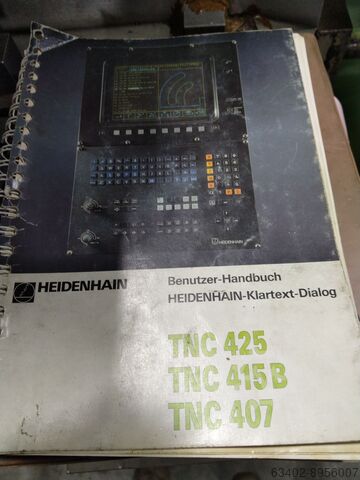 HEIDENHAIN
Benutzer-Handbuch
HEIDENHAIN-Klartext-Dialog
TNC 425
TNC 415 B
TNC 407
63402-8956007